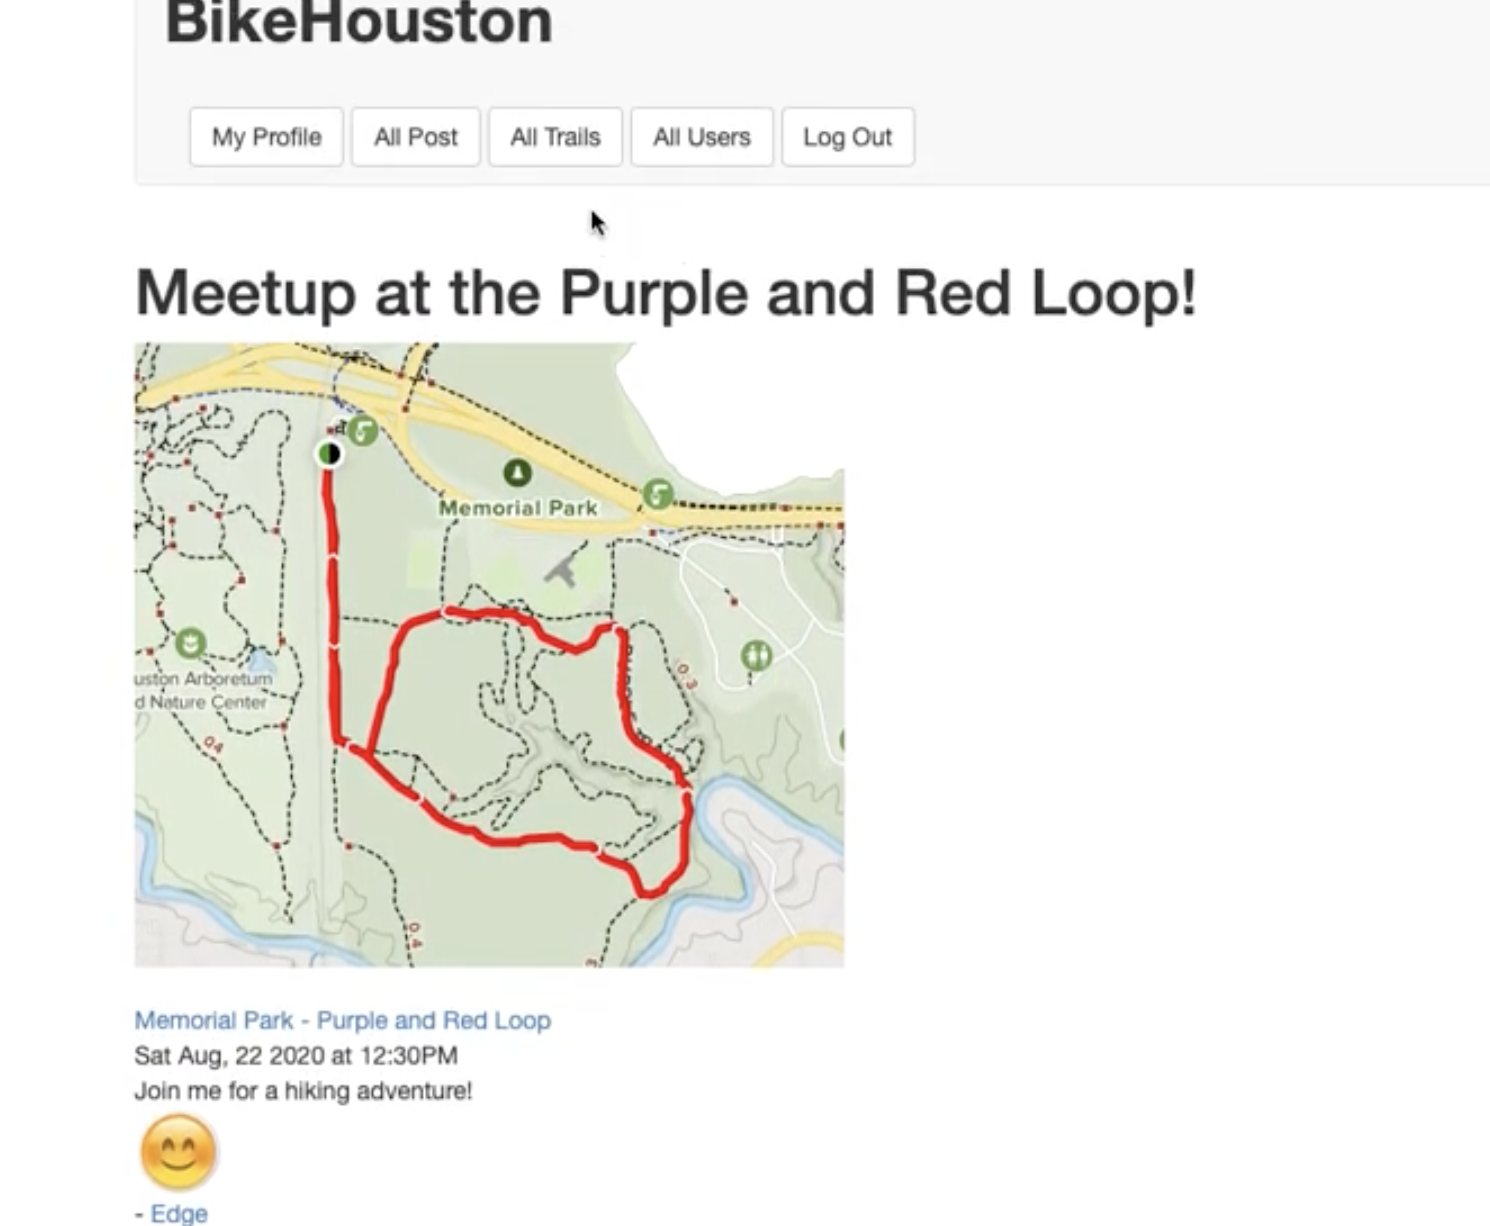 BikeHouston
My Profile
All Post
All Trails
All Users
Log Out
Meetup at the Purple and Red Loop!
Memorial Park
0.3
uston Arboretum
d Nature Center
0.4
0.4
Memorial Park - Purple and Red Loop
Sat Aug, 22 2020 at 12:30PM
Join me for a hiking adventure!
- Edge